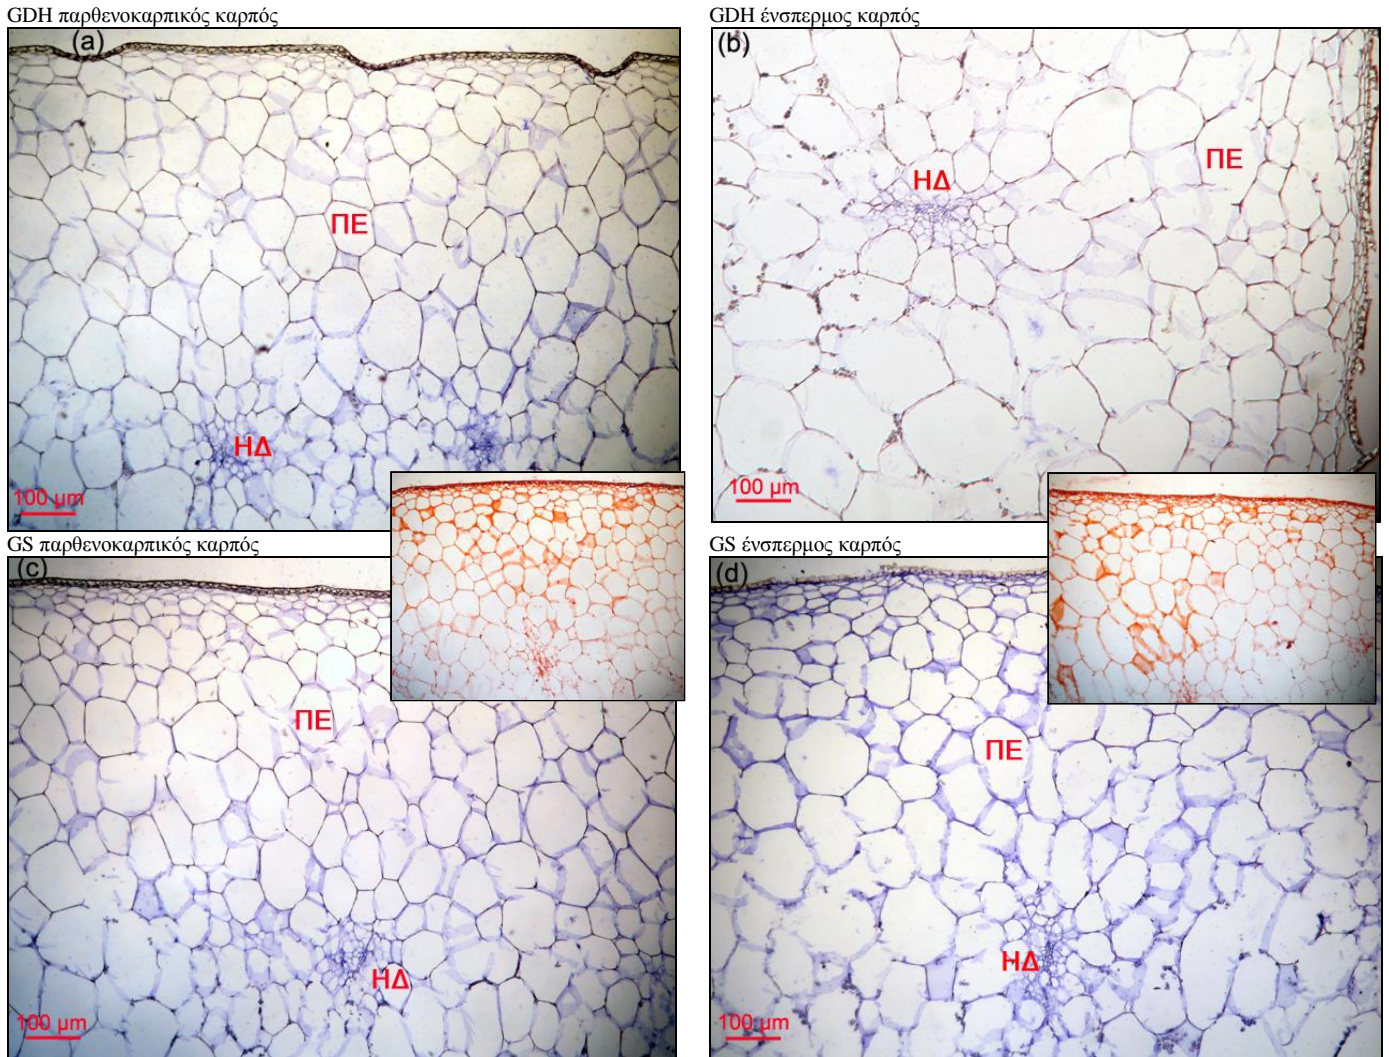 GDH παρθενοκαρπικός καρπός
(a)
ΠΕ
ΗΔ
100 µm
GDH ένσπερμος καρπός
(b)
ΗΔ
ΠΕ
100 µm
GS παρθενοκαρπικός καρπός
(c)
ΠΕ
ΗΔ
100 µm
GS ένσπερμος καρπός
(d)
ΠΕ
ΗΔ
100 µm